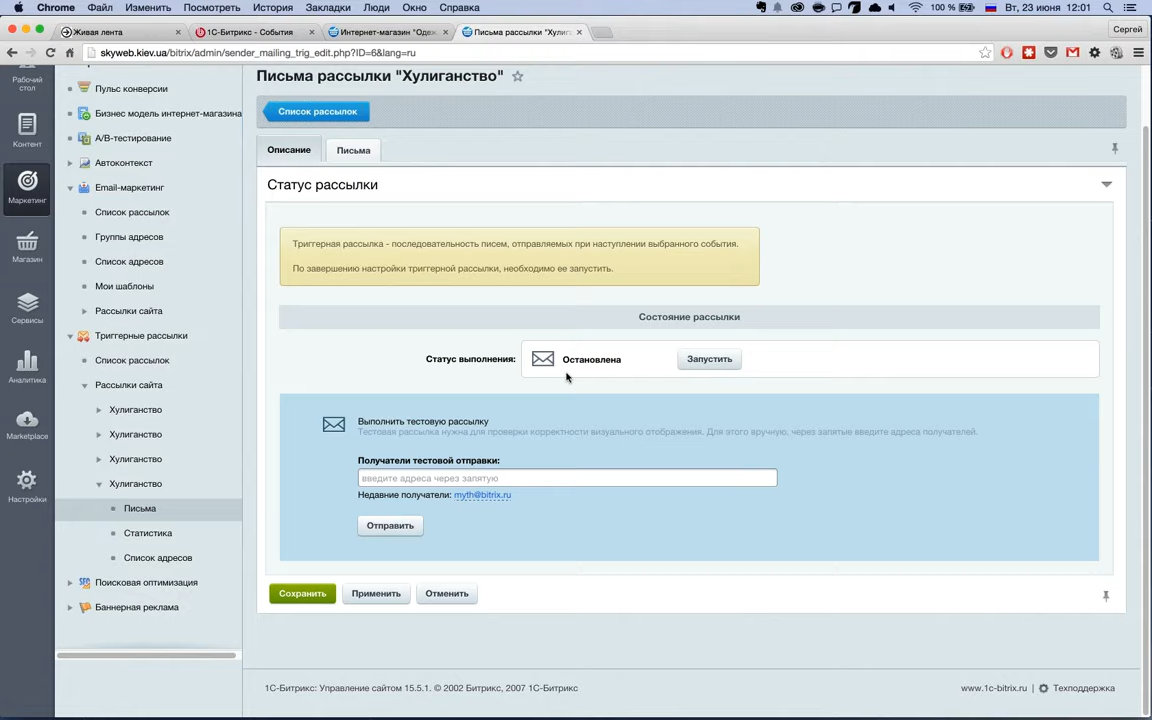 Chrome Файл Изменить Посмотреть История Закладки Люди Окно Справка 100 % Вт, 23 июня 12:01
Живая лента 1С-Битрикс - События Интернет-магазин "Одеж Письма рассылки "Хулиг Сергей
skyweb.kiev.ua/bitrix/admin/sender_mailing_trig_edit.php?ID=6&lang=ru
Рабочий
стол
Контент
Маркетинг
Магазин
Сервисы
Аналитика
Marketplace
Настройки
Пульс конверсии
Бизнес модель интернет-магазина
A/B-тестирование
Автоконтекст
Email-маркетинг
Список рассылок
Группы адресов
Список адресов
Мои шаблоны
Рассылки сайта
Триггерные рассылки
Список рассылок
Рассылки сайта
Хулиганство
Хулиганство
Хулиганство
Хулиганство
Письма
Статистика
Список адресов
Поисковая оптимизация
Баннерная реклама
Письма рассылки "Хулиганство"
Список рассылок
Описание Письма
Статус рассылки
Триггерная рассылка - последовательность писем, отправляемых при наступлении выбранного события.
По завершению настройки триггерной рассылки, необходимо ее запустить.
Состояние рассылки
Статус выполнения: Остановлена Запустить
Выполнить тестовую рассылку
Тестовая рассылка нужна для проверки корректности визуального отображения. Для этого вручную, через запятые введите адреса получателей.
Получатели тестовой отправки:
введите адреса через запятую
Недавние получатели: myth@bitrix.ru
Отправить
Сохранить Применить Отменить
1С-Битрикс: Управление сайтом 15.5.1. © 2002 Битрикс, 2007 1С-Битрикс www.1c-bitrix.ru | Техподдержка